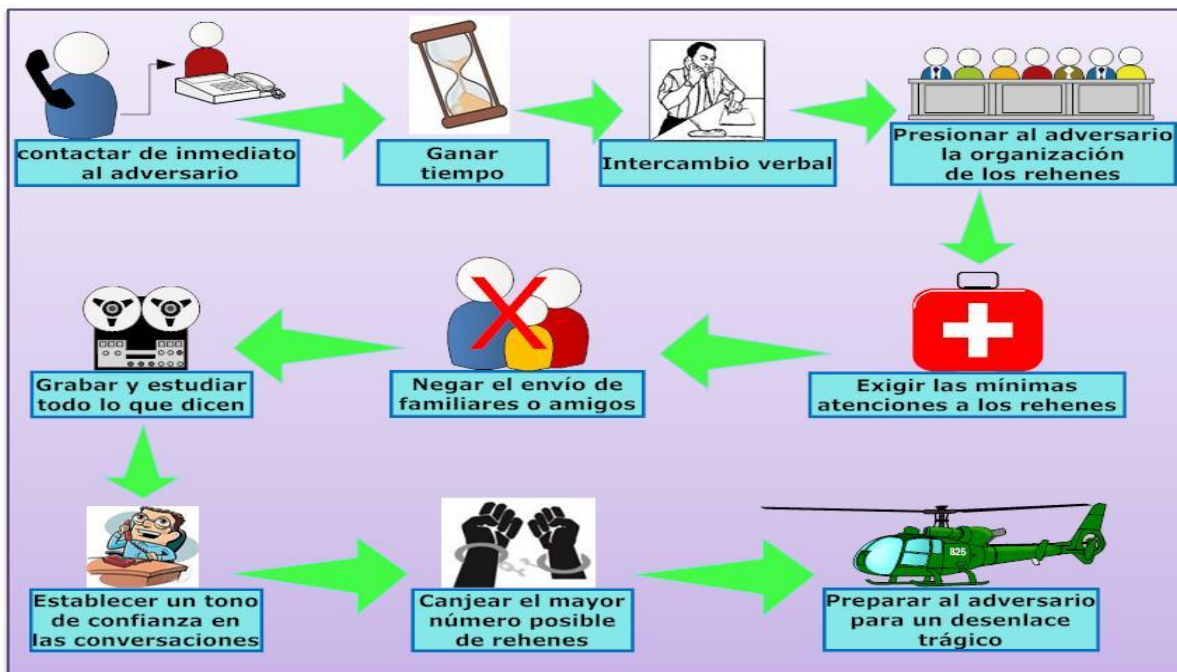 contactar de inmediato
al adversario
Ganar
tiempo
Intercambio verbal
Presionar al adversario
la organización
de los rehenes
Exigir las mínimas
atenciones a los rehenes
Negar el envío de
familiares o amigos
Grabar y estudiar
todo lo que dicen
Establecer un tono
de confianza en
las conversaciones
Canjear el mayor
número posible
de rehenes
825
Preparar al adversario
para un desenlace
trágico